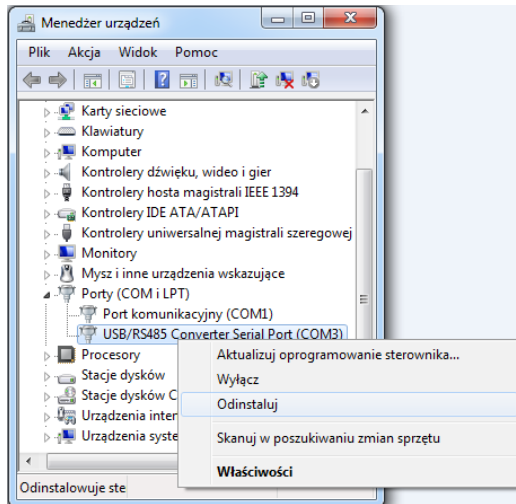 Menedżer urządzeń
Plik Akcja Widok Pomoc
Karty sieciowe
Klawiatury
Komputer
Kontrolery dźwięku, wideo i gier
Kontrolery hosta magistrali IEEE 1394
Kontrolery IDE ATA/ATAPI
Kontrolery uniwersalnej magistrali szeregowej
Monitory
Mysz i inne urządzenia wskazujące
Porty (COM i LPT)
Port komunikacyjny (COM1)
USB/RS485 Converter Serial Port (COM3)
Procesory
Stacje dysków
Stacje dysków C
Urządzenia inter
Urządzenia syste
Aktualizuj oprogramowanie sterownika...
Wyłącz
Odinstaluj
Skanuj w poszukiwaniu zmian sprzętu
Właściwości
Odinstalowuje ste